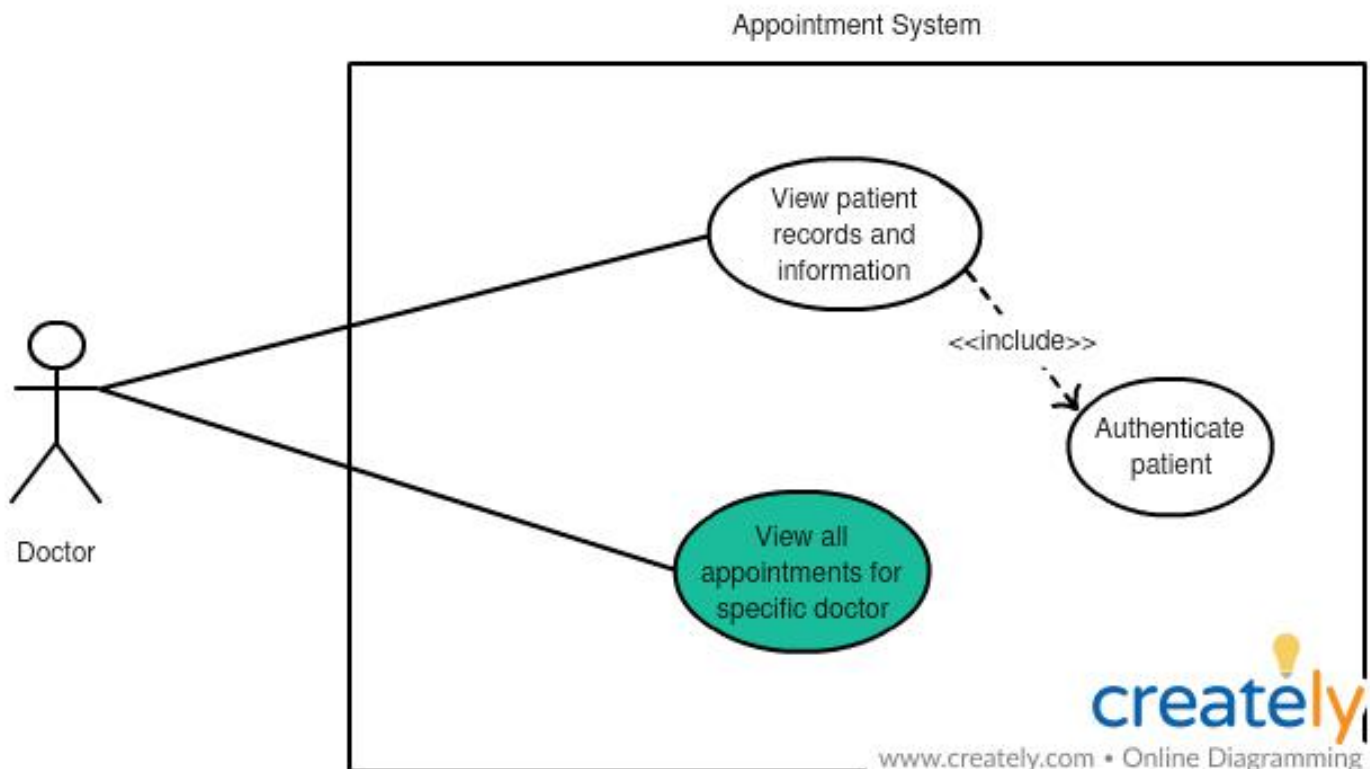 Appointment System
View patient
records and
information
<<include>>
Authenticate
patient
Doctor
View all
appointments for
specific doctor
creately
www.creately.com • Online Diagramming